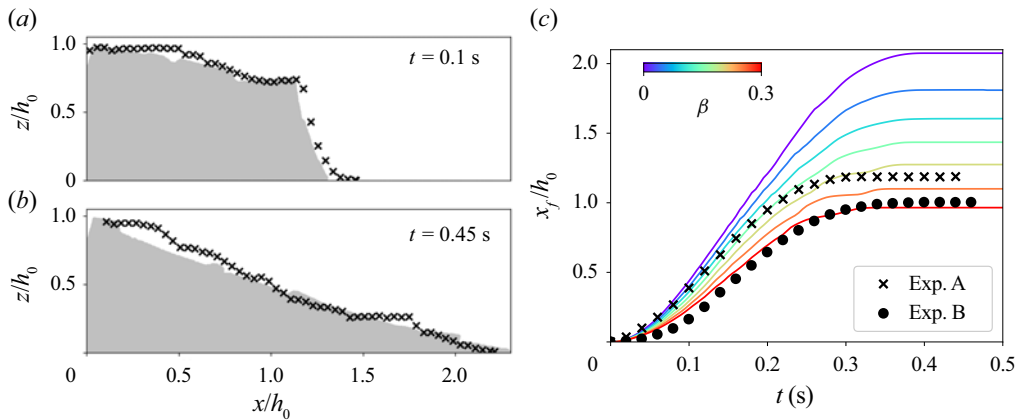 (a)
1.0
0.5
0
z/h₀
t = 0.1 s
(b)
1.0
0.5
z/h₀
t = 0.45 s
0 0.5 1.0 1.5 2.0
x/h₀
(c)
2.0
1.5
1.0
0.5
x_f/h₀
0 β 0.3
Exp. A
Exp. B
0 0.1 0.2 0.3 0.4 0.5
t (s)